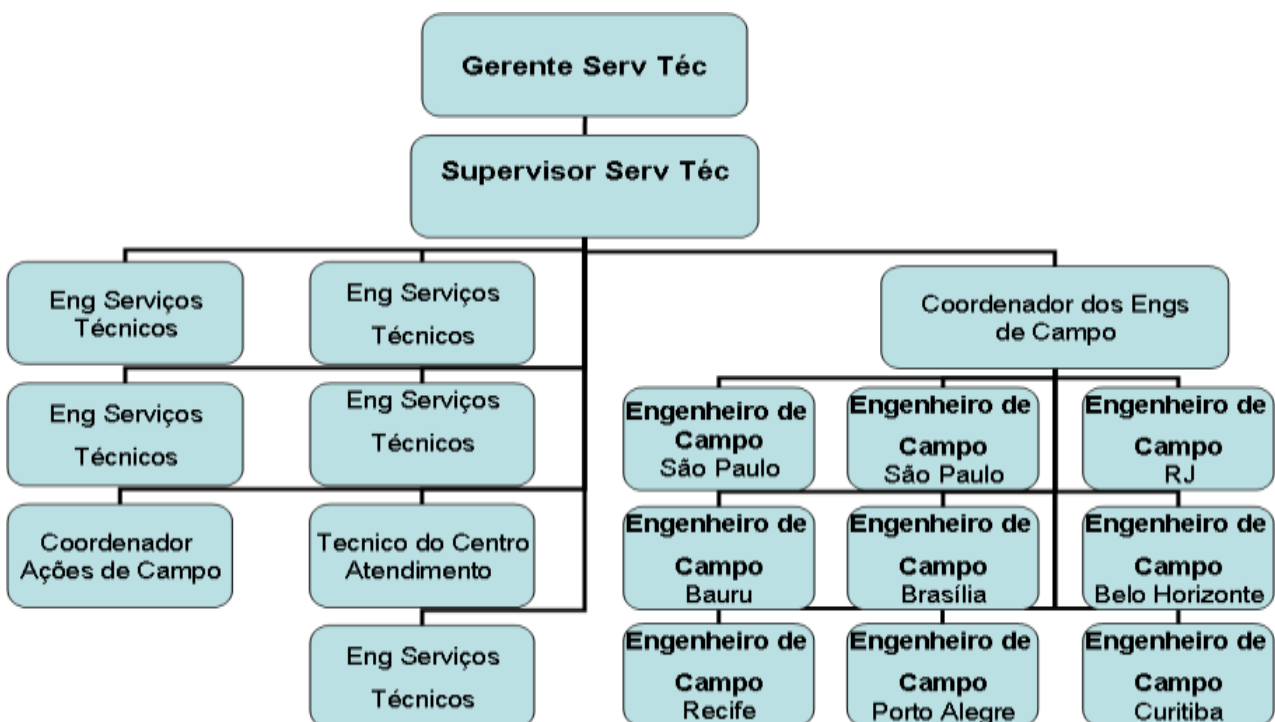 Gerente Serv Téc
Supervisor Serv Téc
Eng Serviços
Técnicos
Eng Serviços
Técnicos
Coordenador dos Engs
de Campo
Eng Serviços
Técnicos
Eng Serviços
Técnicos
Engenheiro de
Campo
São Paulo
Engenheiro de
Campo
São Paulo
Engenheiro de
Campo
RJ
Coordenador
Ações de Campo
Tecnico do Centro
Atendimento
Engenheiro de
Campo
Bauru
Engenheiro de
Campo
Brasília
Engenheiro de
Campo
Belo Horizonte
Eng Serviços
Técnicos
Engenheiro de
Campo
Recife
Engenheiro de
Campo
Porto Alegre
Engenheiro de
Campo
Curitiba